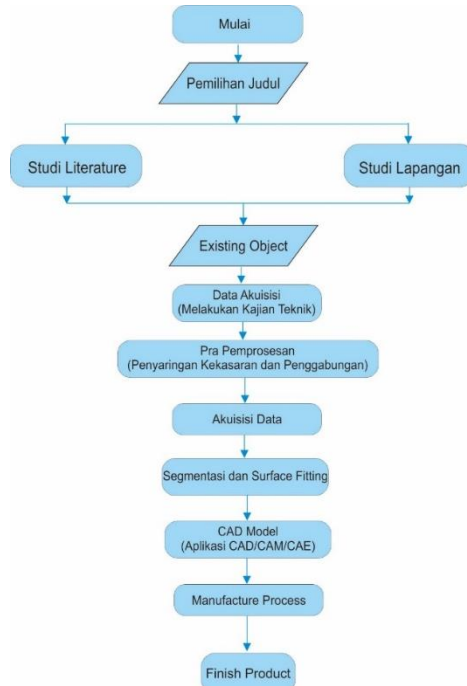 Mulai
Pemilihan Judul
Studi Literature
Studi Lapangan
Existing Object
Data Akuisisi
(Melakukan Kajian Teknik)
Pra Pemprosesan
(Penyaringan Kekasaran dan Penggabungan)
Akuisisi Data
Segmentasi dan Surface Fitting
CAD Model
(Aplikasi CAD/CAM/CAE)
Manufacture Process
Finish Product